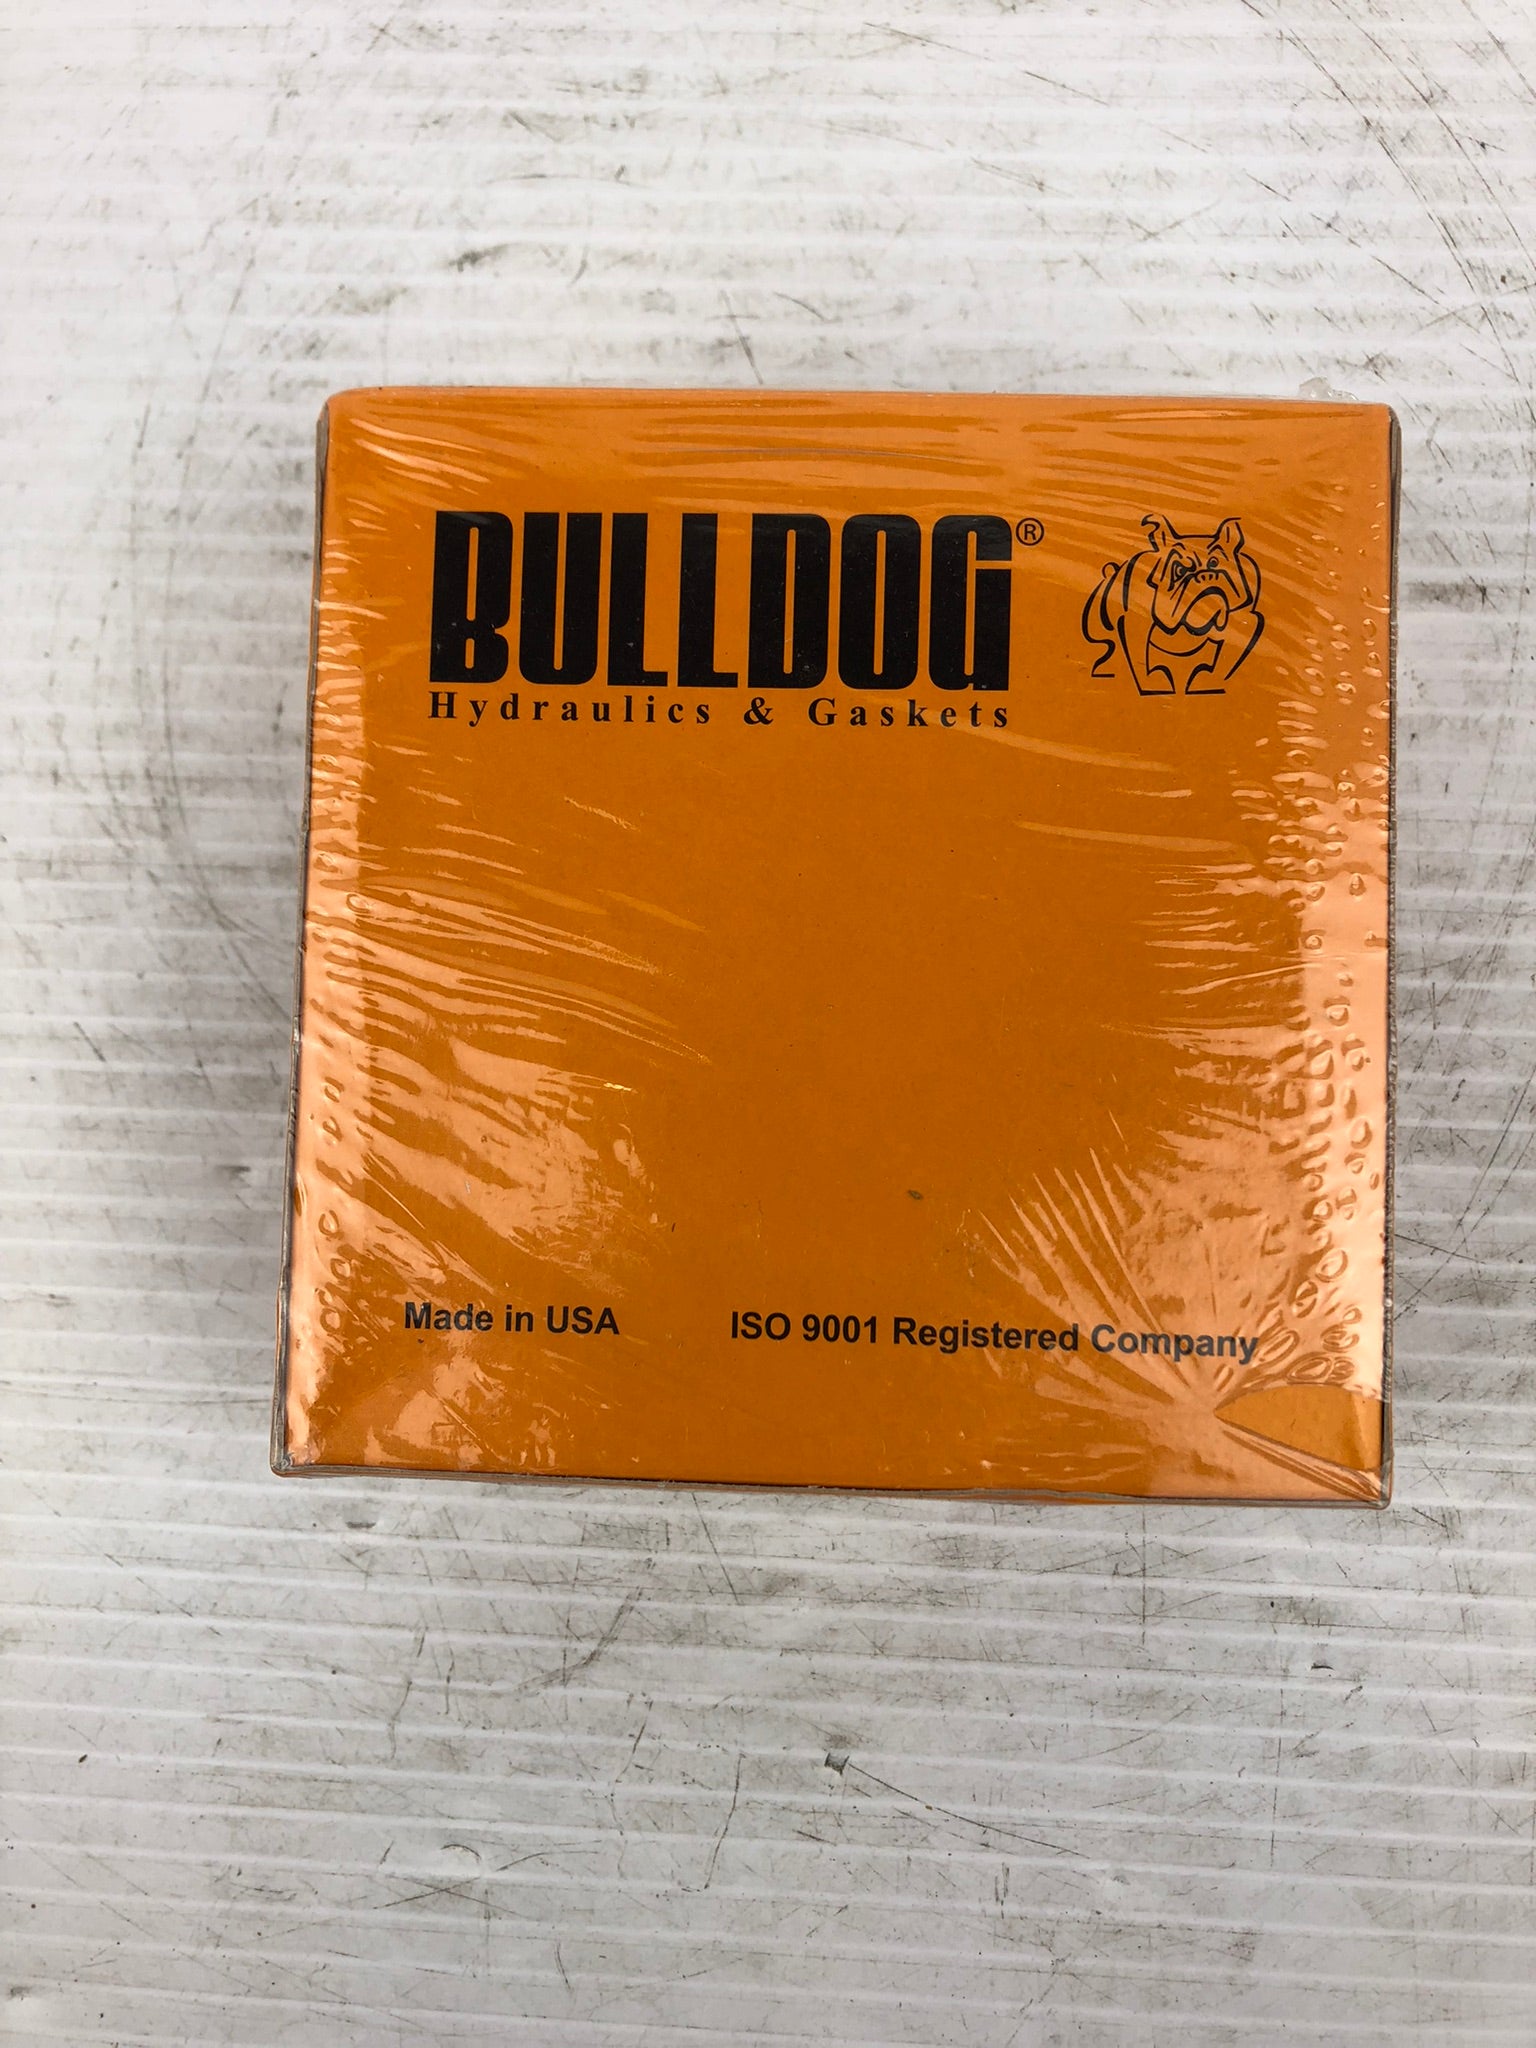 BULLDOG®
Hydraulics & Gaskets
Made in USA
ISO 9001 Registered Company